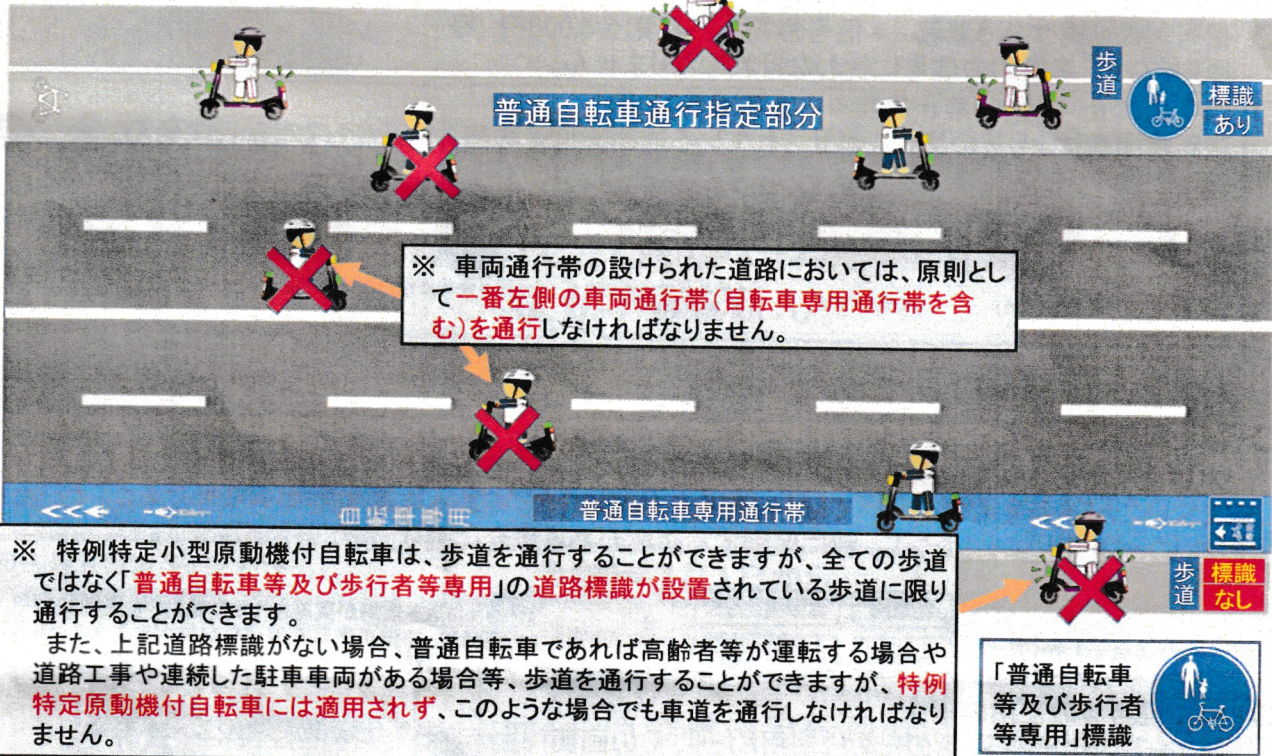 歩道
標識
あり
普通自転車通行指定部分
※　車両通行帯の設けられた道路においては、原則とし
て一番左側の車両通行帯(自転車専用通行帯を含
む)を通行しなければなりません。
自転車専用
普通自転車専用通行帯
※　特例特定小型原動機付自転車は、歩道を通行することができますが、全ての歩道
ではなく「普通自転車等及び歩行者等専用」の道路標識が設置されている歩道に限り
通行することができます。
また、上記道路標識がない場合、普通自転車であれば高齢者等が運転する場合や
道路工事や連続した駐車車両がある場合等、歩道を通行することができますが、特例
特定原動機付自転車には適用されず、このような場合でも車道を通行しなければなり
ません。
歩道
標識
なし
「普通自転車
等及び歩行者
等専用」標識